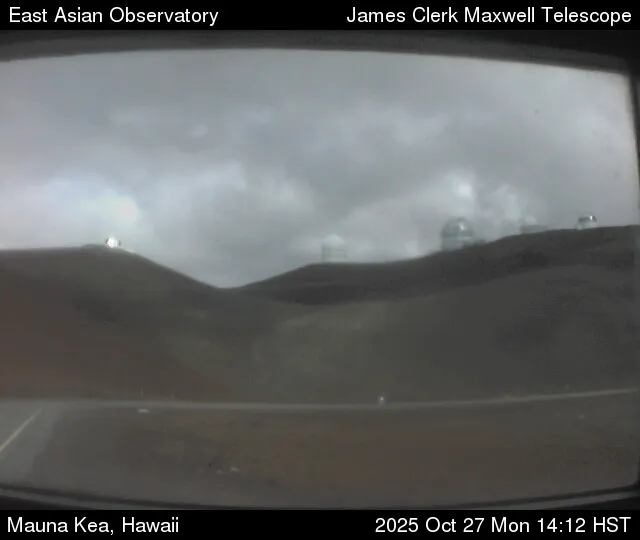 East Asian Observatory
James Clerk Maxwell Telescope
Mauna Kea, Hawaii
2025 Oct 27 Mon 14:12 HST